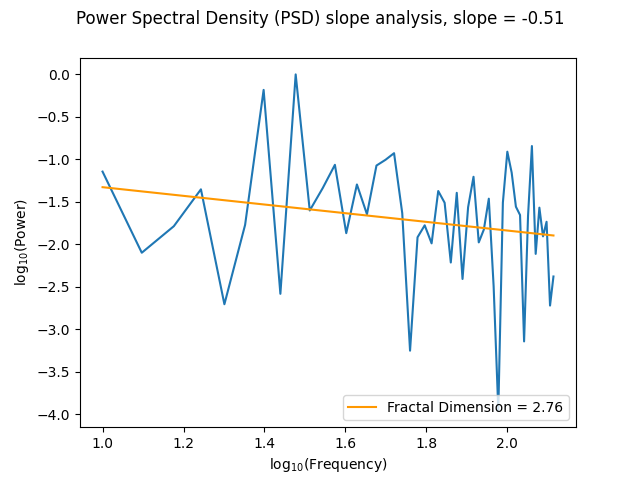 Power Spectral Density (PSD) slope analysis, slope = -0.51
0.0
−0.5
−1.0
−1.5
−2.0
−2.5
−3.0
−3.5
−4.0
log₁₀(Power)
Fractal Dimension = 2.76
1.0 1.2 1.4 1.6 1.8 2.0
log₁₀(Frequency)